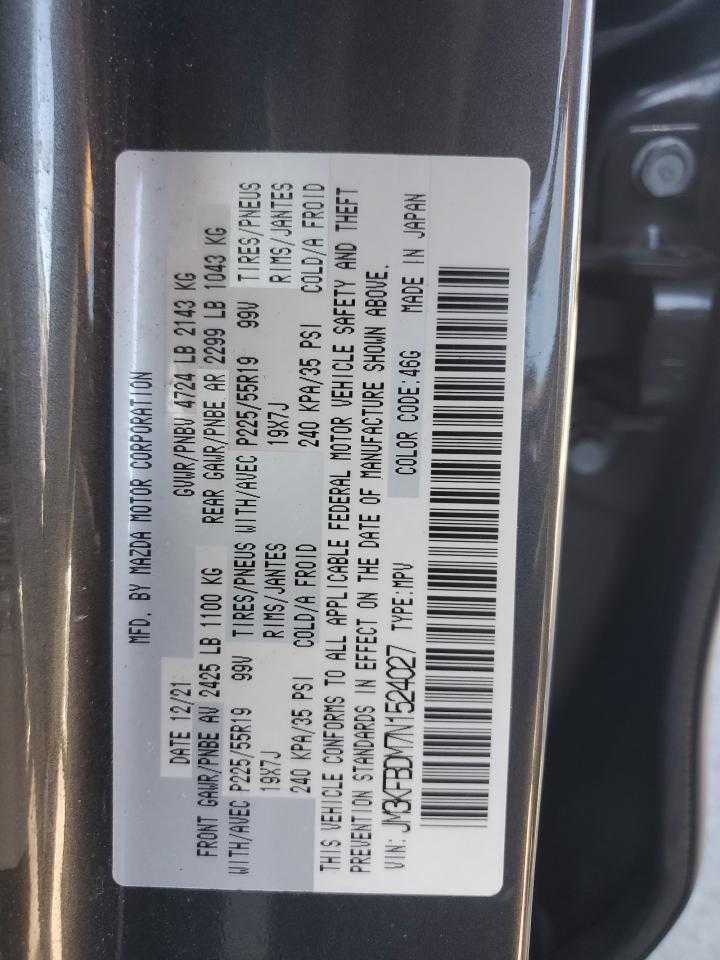 MFD. BY MAZDA MOTOR CORPORATION
DATE 12/21 GVWR/PNBV 4724 LB 2143 KG
FRONT GAWR/PNBE AV 2425 LB 1100 KG REAR GAWR/PNBE AR 2299 LB 1043 KG
WITH/AVEC P225/55R19 99V TIRES/PNEUS WITH/AVEC P225/55R19 99V TIRES/PNEUS
19X7J RIMS/JANTES 19X7J RIMS/JANTES
240 KPA/35 PSI COLD/A FROID 240 KPA/35 PSI COLD/A FROID
THIS VEHICLE CONFORMS TO ALL APPLICABLE FEDERAL MOTOR VEHICLE SAFETY AND THEFT
PREVENTION STANDARDS IN EFFECT ON THE DATE OF MANUFACTURE SHOWN ABOVE.
VIN: JM3KFBDM7N1524027 TYPE:MPV COLOR CODE:46G MADE IN JAPAN